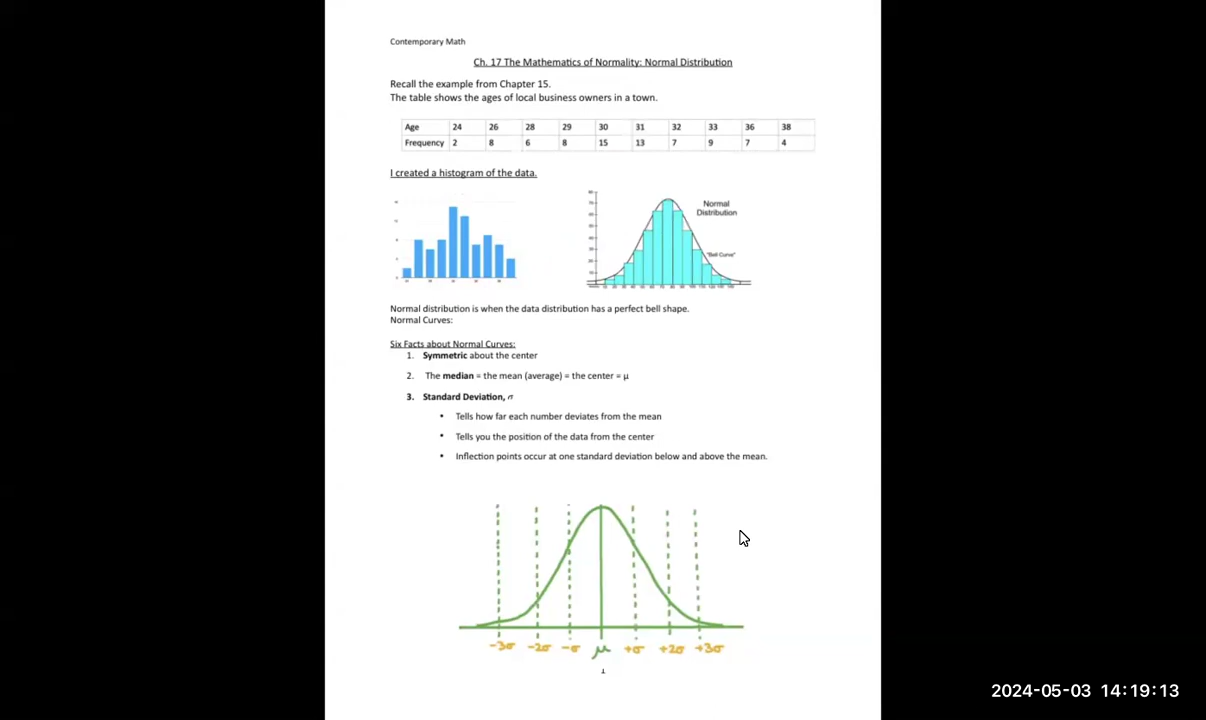 Contemporary Math
Ch. 17 The Mathematics of Normality: Normal Distribution
Recall the example from Chapter 15.
The table shows the ages of local business owners in a town.
Age 24 26 28 29 30 31 32 33 36 38
Frequency 2 8 6 8 15 13 7 9 7 4
I created a histogram of the data.
Normal
Distribution
"Bell Curve"
Normal distribution is when the data distribution has a perfect bell shape.
Normal Curves:
Six Facts about Normal Curves:
1. Symmetric about the center
2. The median = the mean (average) = the center = μ
3. Standard Deviation, σ
• Tells how far each number deviates from the mean
• Tells you the position of the data from the center
• Inflection points occur at one standard deviation below and above the mean.
-3σ -2σ -σ μ +σ +2σ +3σ
1
2024-05-03 14:19:13